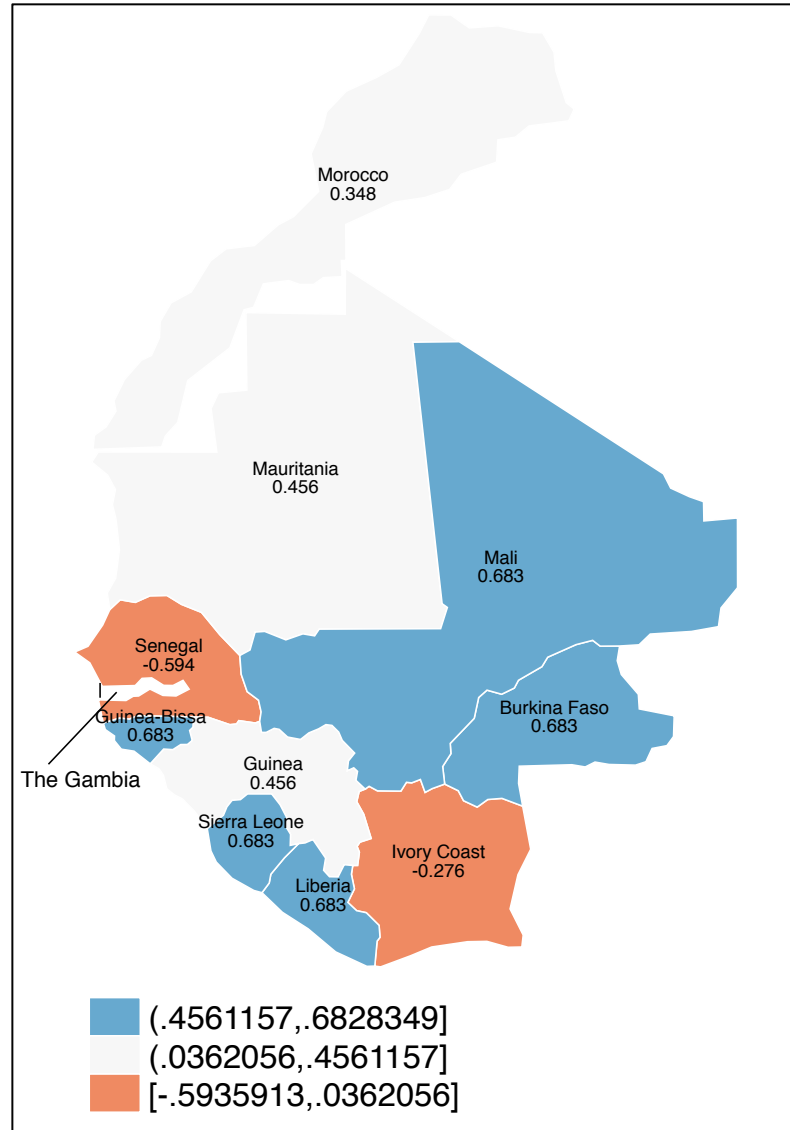 Morocco
0.348
Mauritania
0.456
Mali
0.683
Senegal
-0.594
Burkina Faso
0.683
Guinea-Bissa
0.683
The Gambia
Guinea
0.456
Sierra Leone
0.683
Ivory Coast
-0.276
Liberia
0.683
(.4561157,.6828349]
(.0362056,.4561157]
[-.5935913,.0362056]